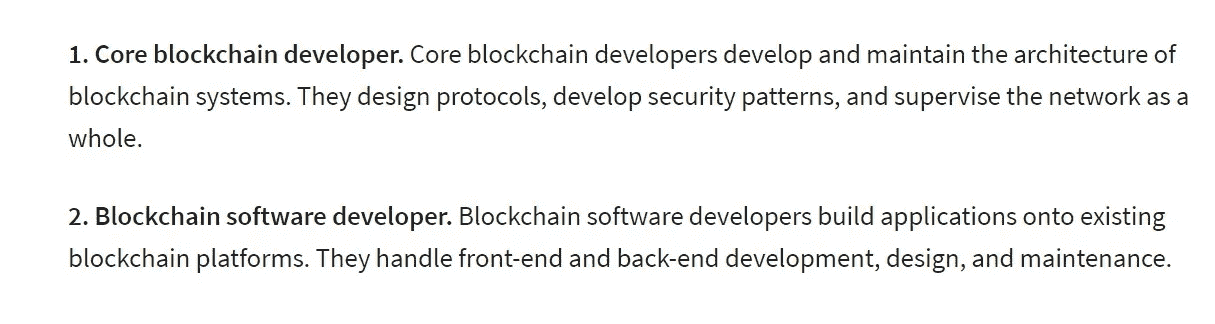 1. Core blockchain developer. Core blockchain developers develop and maintain the architecture of
blockchain systems. They design protocols, develop security patterns, and supervise the network as a
whole.
2. Blockchain software developer. Blockchain software developers build applications onto existing
blockchain platforms. They handle front-end and back-end development, design, and maintenance.